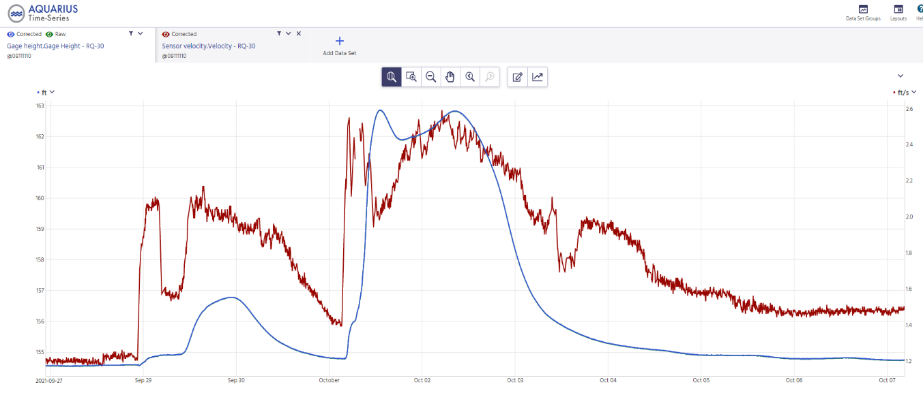 AQUARIUS
Time-Series
Data Set Groups
Layouts
Corrected Raw
Gage height.Gage Height - RQ-30
Corrected
Sensor velocity.Velocity - RQ-30
Add Data Set
ft
ft/s
163
162
161
160
159
158
157
156
155
2.6
2.4
2.2
2.0
1.8
1.6
1.4
1.2
2021-09-27
Sep 29
Sep 30
October
Oct 02
Oct 03
Oct 04
Oct 05
Oct 06
Oct 07